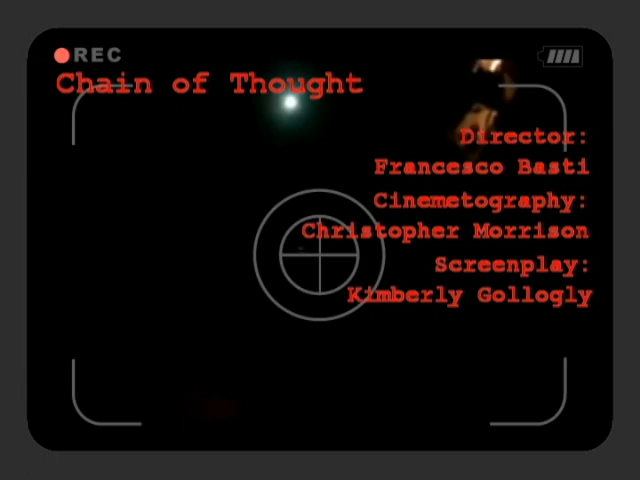 REC
Chain of Thought
Director:
Francesco Basti
Cinemetography:
Christopher Morrison
Screenplay:
Kimberly Gollogly